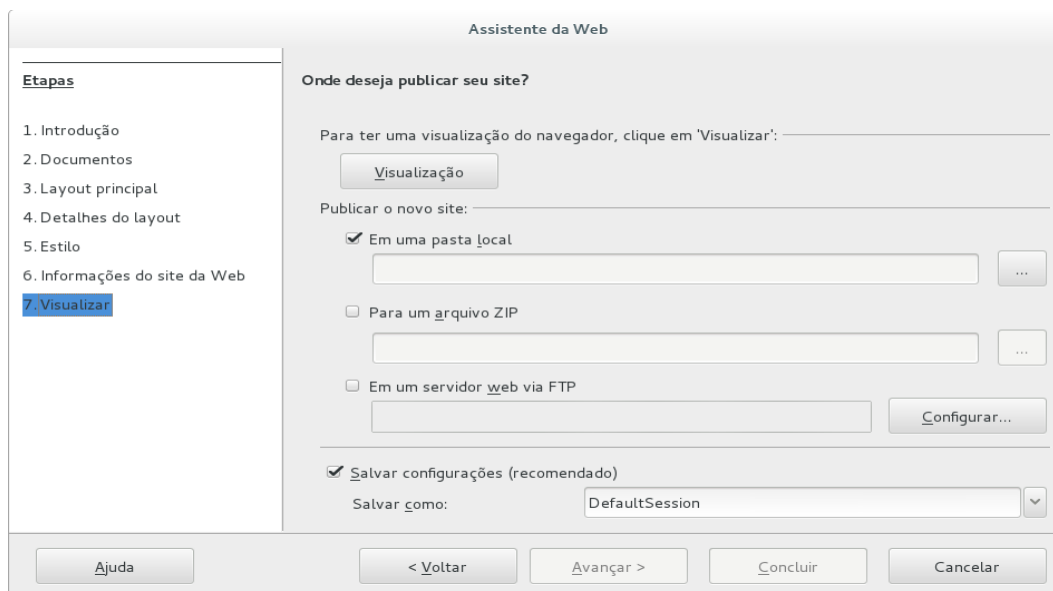 Assistente da Web
Etapas
1. Introdução
2. Documentos
3. Layout principal
4. Detalhes do layout
5. Estilo
6. Informações do site da Web
7. Visualizar
Onde deseja publicar seu site?
Para ter uma visualização do navegador, clique em 'Visualizar':
Visualização
Publicar o novo site:
Em uma pasta local
...
Para um arquivo ZIP
...
Em um servidor web via FTP
Configurar...
Salvar configurações (recomendado)
Salvar como:
DefaultSession
Ajuda
< Voltar
Avançar >
Concluir
Cancelar